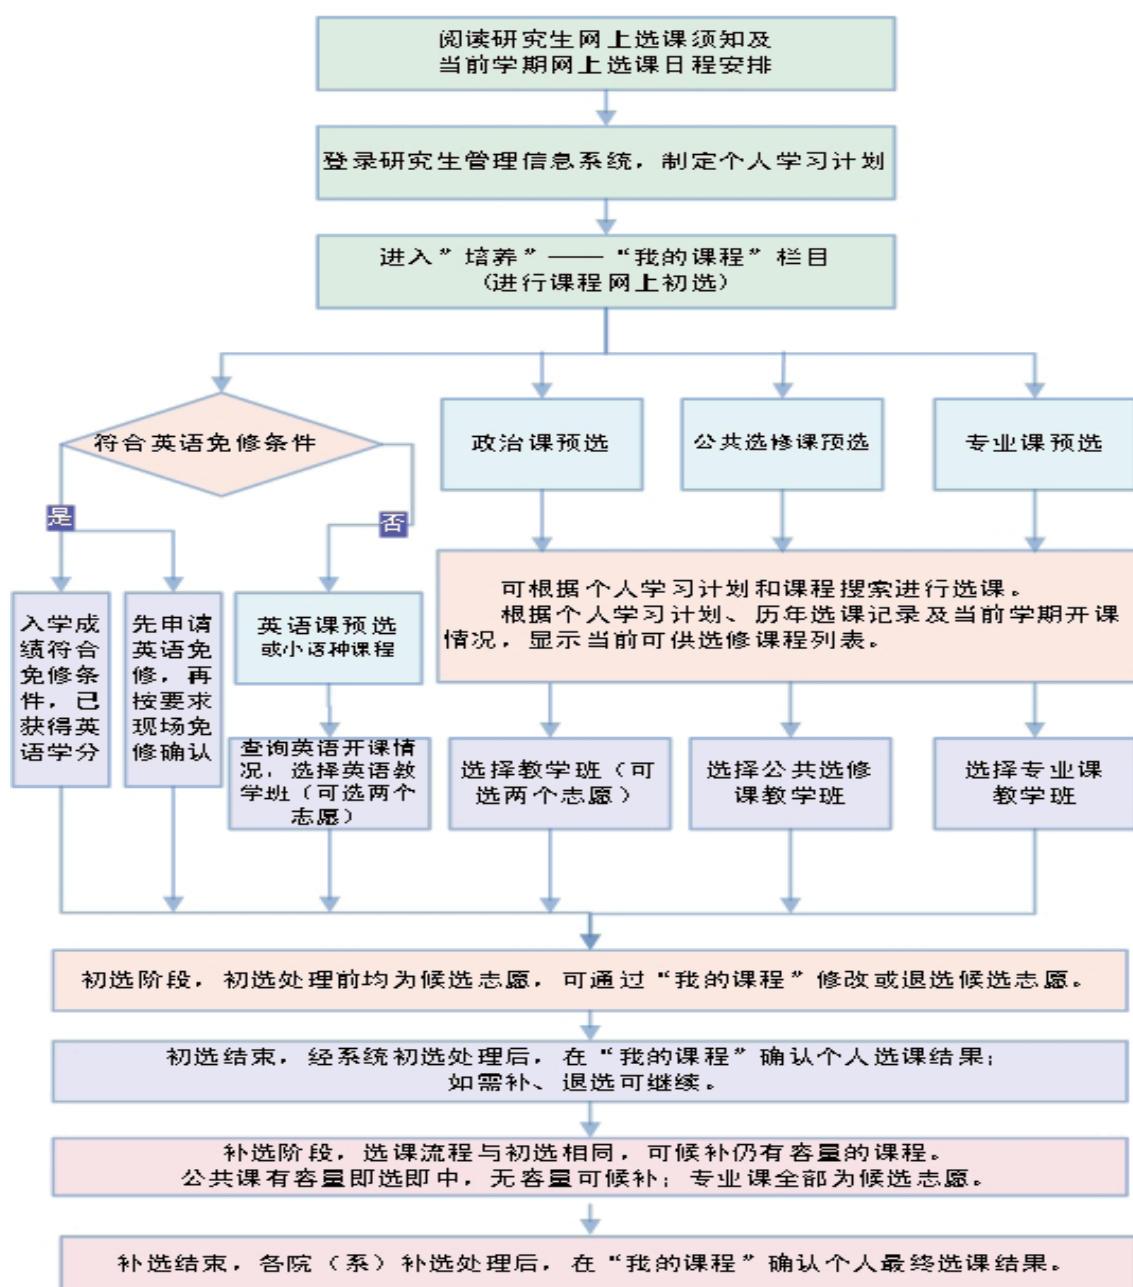 阅读研究生网上选课须知及
当前学期网上选课日程安排
登录研究生管理信息系统，制定个人学习计划
进入”培养”——“我的课程”栏目
(进行课程网上初选)
符合英语免修条件
政治课预选
公共选修课预选
专业课预选
是
否
入学成
绩符合
免修条
件，已
获得英
语学分
先申请
英语免
修，再
按要求
现场免
修确认
英语课预选
或小语种课程
可根据个人学习计划和课程搜索进行选课。
根据个人学习计划、历年选课记录及当前学期开课
情况，显示当前可供选修课程列表。
查询英语开课情
况，选择英语教
学班（可选两个
志愿）
选择教学班（可
选两个志愿）
选择公共选修
课教学班
选择专业课
教学班
初选阶段，初选处理前均为候选志愿，可通过“我的课程”修改或退选候选志愿。
初选结束，经系统初选处理后，在“我的课程”确认个人选课结果；
如需补、退选可继续。
补选阶段，选课流程与初选相同，可候补仍有容量的课程。
公共课有容量即选即中，无容量可候补；专业课全部为候选志愿。
补选结束，各院（系）补选处理后，在“我的课程”确认个人最终选课结果。